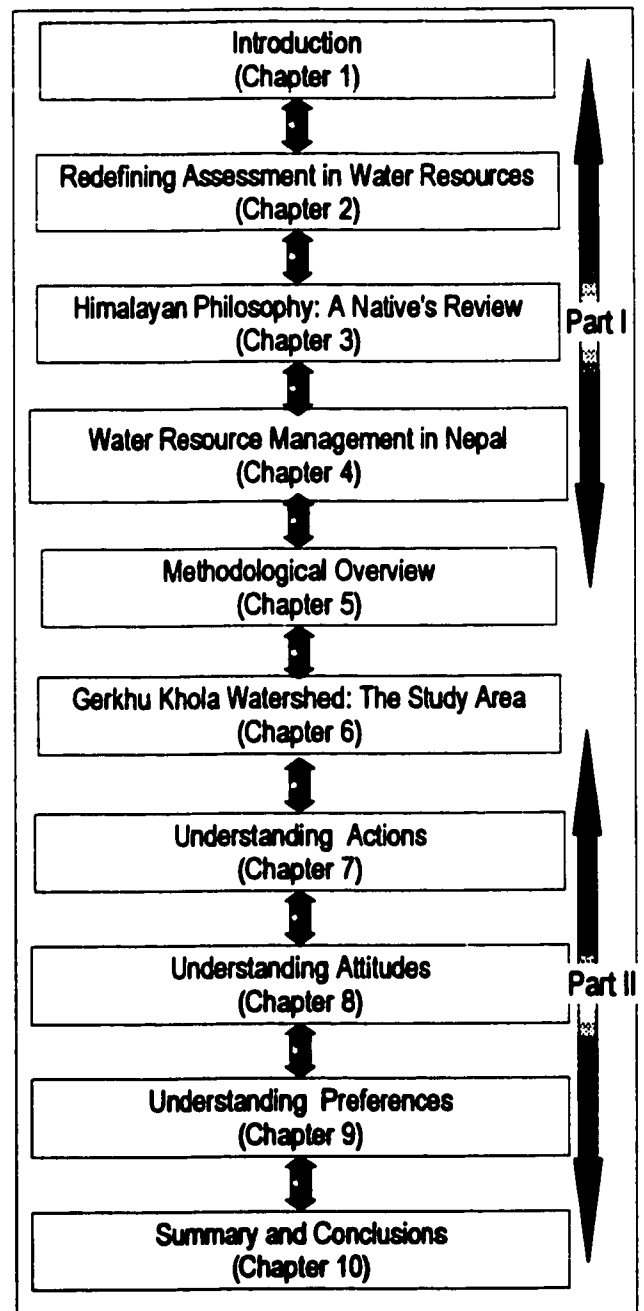 Introduction
(Chapter 1)
Redefining Assessment in Water Resources
(Chapter 2)
Himalayan Philosophy: A Native's Review
(Chapter 3)
Part I
Water Resource Management in Nepal
(Chapter 4)
Methodological Overview
(Chapter 5)
Gerkhu Khola Watershed: The Study Area
(Chapter 6)
Understanding Actions
(Chapter 7)
Understanding Attitudes
(Chapter 8)
Part II
Understanding Preferences
(Chapter 9)
Summary and Conclusions
(Chapter 10)